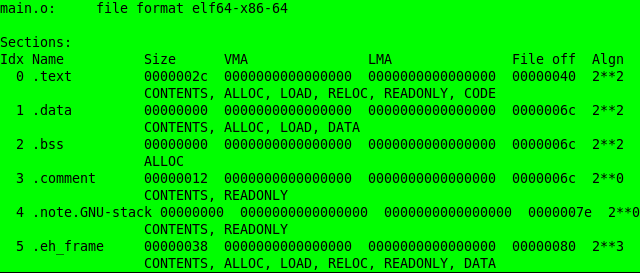 main.o:     file format elf64-x86-64
Sections:
Idx Name          Size      VMA               LMA               File off  Algn
  0 .text         0000002c  0000000000000000  0000000000000000  00000040  2**2
                  CONTENTS, ALLOC, LOAD, RELOC, READONLY, CODE
  1 .data         00000000  0000000000000000  0000000000000000  0000006c  2**2
                  CONTENTS, ALLOC, LOAD, DATA
  2 .bss          00000000  0000000000000000  0000000000000000  0000006c  2**2
                  ALLOC
  3 .comment      00000012  0000000000000000  0000000000000000  0000006c  2**0
                  CONTENTS, READONLY
  4 .note.GNU-stack 00000000  0000000000000000  0000000000000000  0000007e  2**0
                  CONTENTS, READONLY
  5 .eh_frame     00000038  0000000000000000  0000000000000000  00000080  2**3
                  CONTENTS, ALLOC, LOAD, RELOC, READONLY, DATA